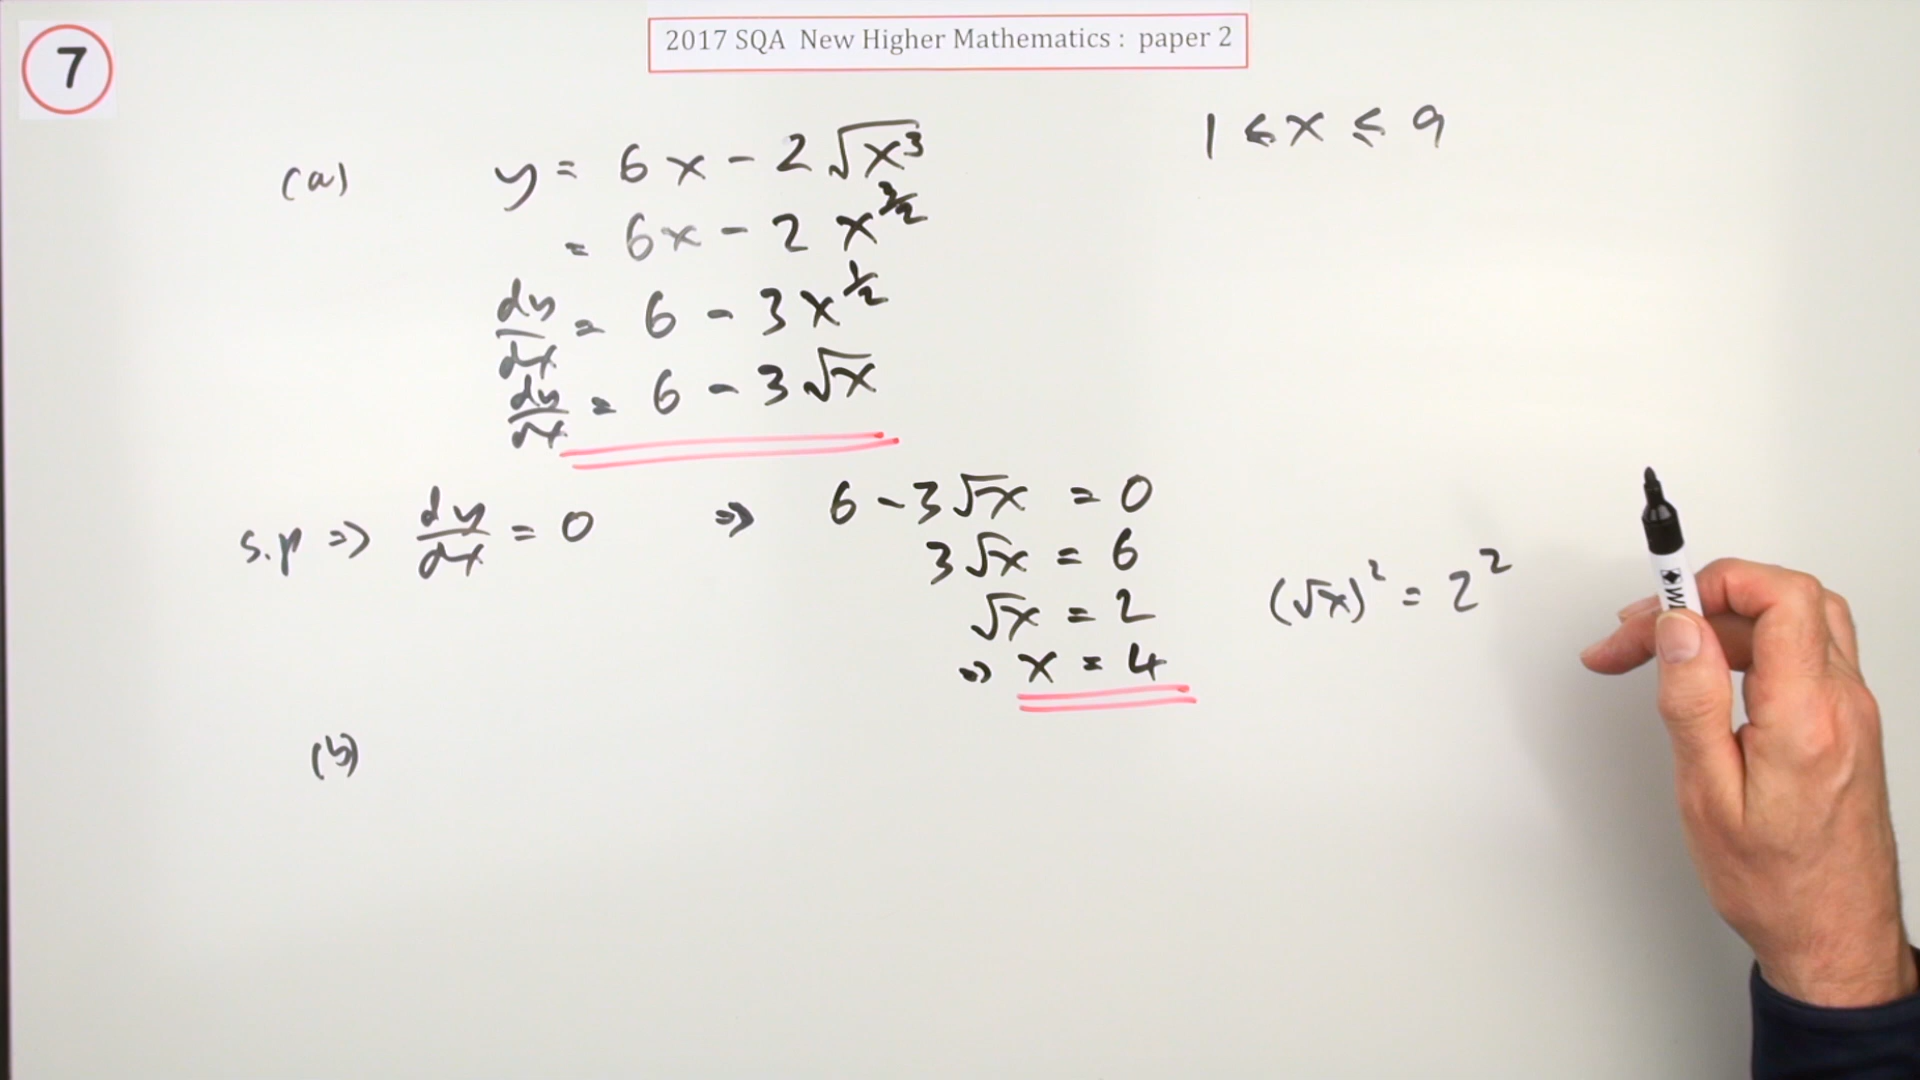 7
2017 SQA New Higher Mathematics : paper 2
1 ≤ x ≤ 9
(a) y = 6x - 2√x³
= 6x - 2 x^3/2
dy/dx = 6 - 3x^1/2
dy/dx = 6 - 3√x
s.p => dy/dx = 0 => 6 - 3√x = 0
3√x = 6
√x = 2 (√x)² = 2²
=> x = 4
(b)